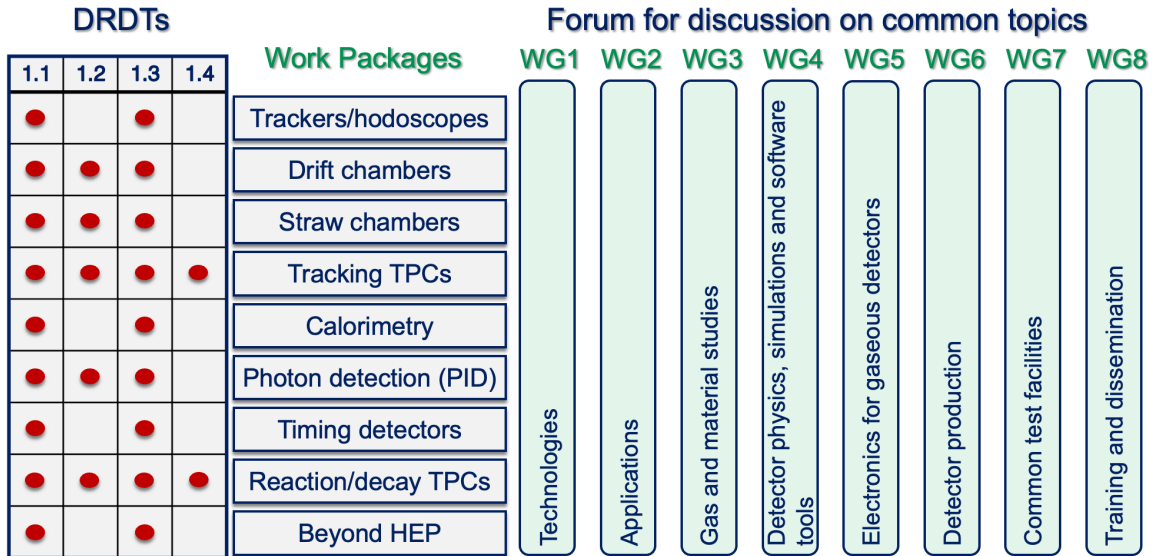 DRDTs
Forum for discussion on common topics
1.1 1.2 1.3 1.4
Work Packages
WG1 WG2 WG3 WG4 WG5 WG6 WG7 WG8
Trackers/hodoscopes
Drift chambers
Straw chambers
Tracking TPCs
Calorimetry
Photon detection (PID)
Timing detectors
Reaction/decay TPCs
Beyond HEP
Technologies
Applications
Gas and material studies
Detector physics, simulations and software
tools
Electronics for gaseous detectors
Detector production
Common test facilities
Training and dissemination